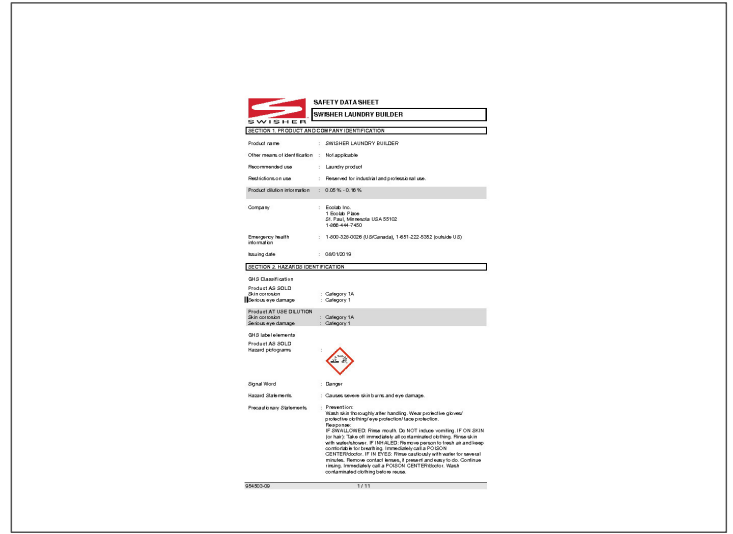 SAFETY DATA SHEET
SWISHER LAUNDRY BUILDER
SWISHER
SECTION 1. PRODUCT AND COMPANY IDENTIFICATION
Product name : SWISHER LAUNDRY BUILDER
Other means of identification : Not applicable
Recommended use : Laundry product
Restrictions on use : Reserved for industrial and professional use.
Product dilution information : 0.05 % - 0.16 %
Company : Ecolab Inc.
1 Ecolab Place
St. Paul, Minnesota USA 55102
1-866-444-7450
Emergency health : 1-800-328-0026 (US/Canada), 1-651-222-5352 (outside US)
information
Issuing date : 08/01/2019
SECTION 2. HAZARDS IDENTIFICATION
GHS Classification
Product AS SOLD
Skin corrosion : Category 1A
Serious eye damage : Category 1
Product AT USE DILUTION
Skin corrosion : Category 1A
Serious eye damage : Category 1
GHS label elements
Product AS SOLD
Hazard pictograms :
Signal Word : Danger
Hazard Statements : Causes severe skin burns and eye damage.
Precautionary Statements : Prevention:
Wash skin thoroughly after handling. Wear protective gloves/
protective clothing/ eye protection/ face protection.
Response:
IF SWALLOWED: Rinse mouth. Do NOT induce vomiting. IF ON SKIN
(or hair): Take off immediately all contaminated clothing. Rinse skin
with water/shower. IF INHALED: Remove person to fresh air and keep
comfortable for breathing. Immediately call a POISON
CENTER/doctor. IF IN EYES: Rinse cautiously with water for several
minutes. Remove contact lenses, if present and easy to do. Continue
rinsing. Immediately call a POISON CENTER/doctor. Wash
contaminated clothing before reuse.
954503-09 1 / 11